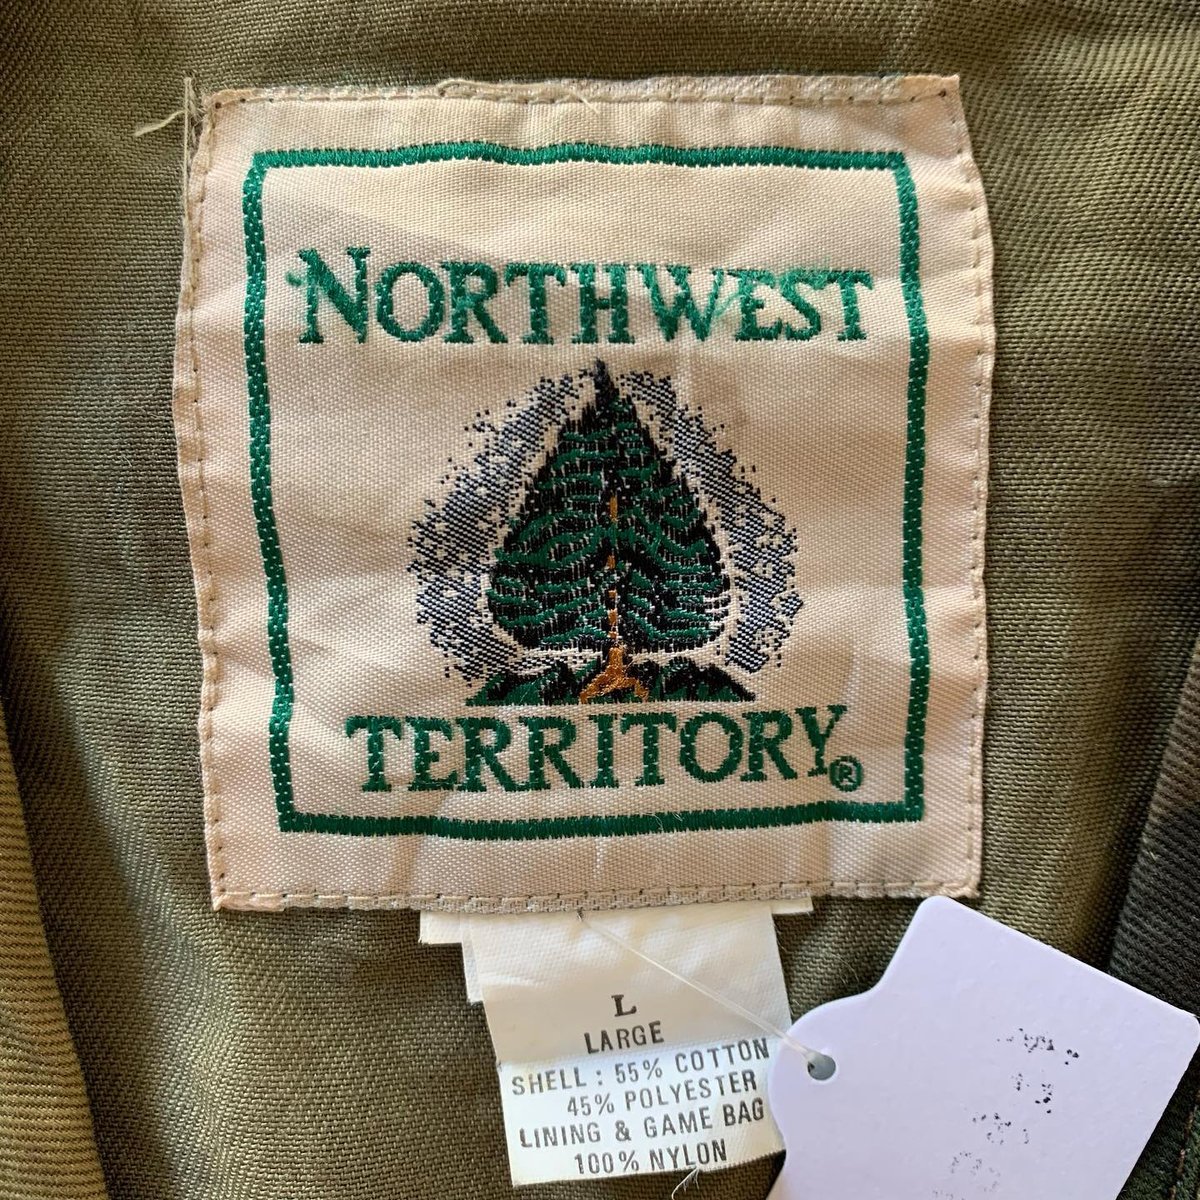 NORTHWEST
TERRITORY®
L
LARGE
SHELL : 55% COTTON
45% POLYESTER
LINING & GAME BAG
100% NYLON